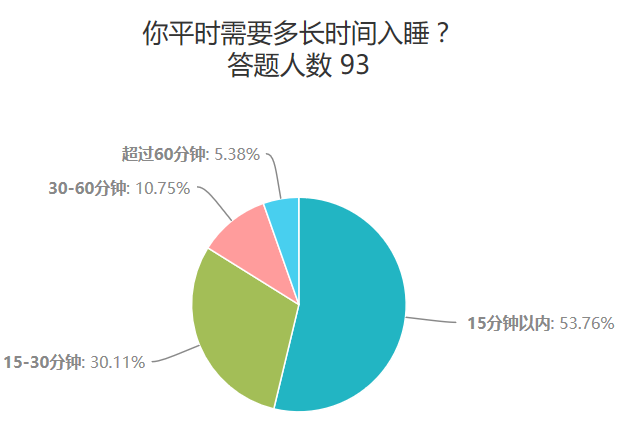 你平时需要多长时间入睡？
答题人数 93
超过60分钟: 5.38%
30-60分钟: 10.75%
15分钟以内: 53.76%
15-30分钟: 30.11%